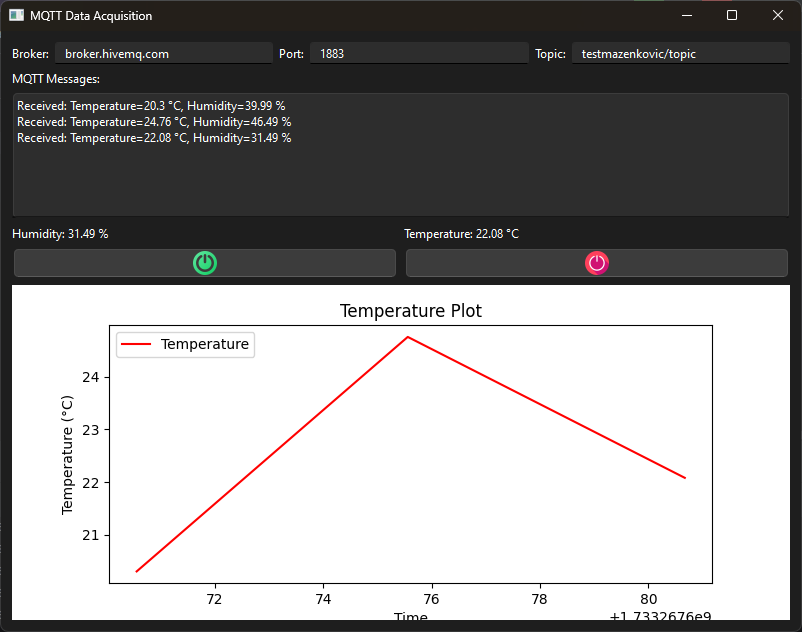 MQTT Data Acquisition
Broker: broker.hivemq.com Port: 1883 Topic: testmazenkovic/topic
MQTT Messages:
Received: Temperature=20.3 °C, Humidity=39.99 %
Received: Temperature=24.76 °C, Humidity=46.49 %
Received: Temperature=22.08 °C, Humidity=31.49 %
Humidity: 31.49 % Temperature: 22.08 °C
Temperature Plot
Temperature
Temperature (°C)
24
23
22
21
72 74 76 78 80
Time +1.7332676e9